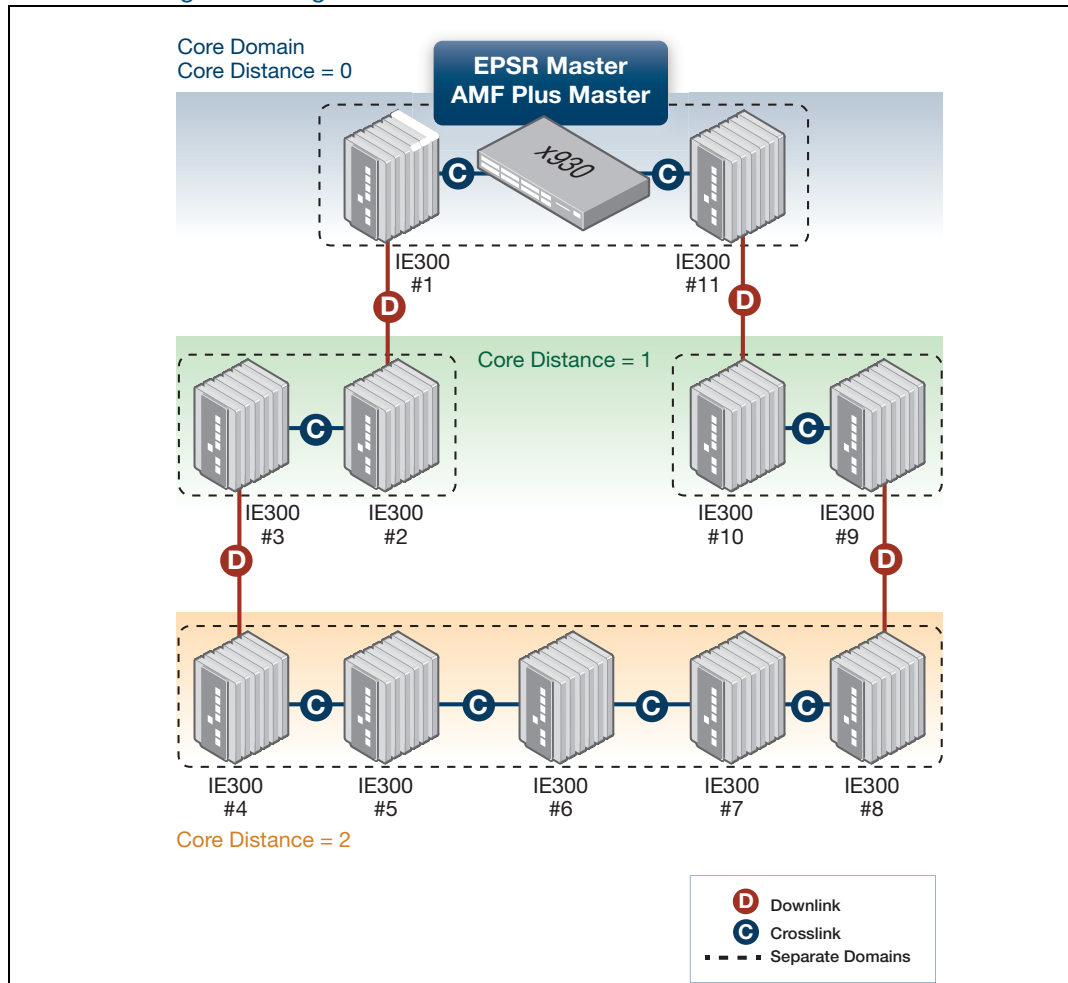 Core Domain
Core Distance = 0
EPSR Master
AMF Plus Master
x930
C
C
IE300
#1
IE300
#11
D
D
Core Distance = 1
C
C
IE300
#3
IE300
#2
IE300
#10
IE300
#9
D
D
C
C
C
C
IE300
#4
IE300
#5
IE300
#6
IE300
#7
IE300
#8
Core Distance = 2
D Downlink
C Crosslink
Separate Domains